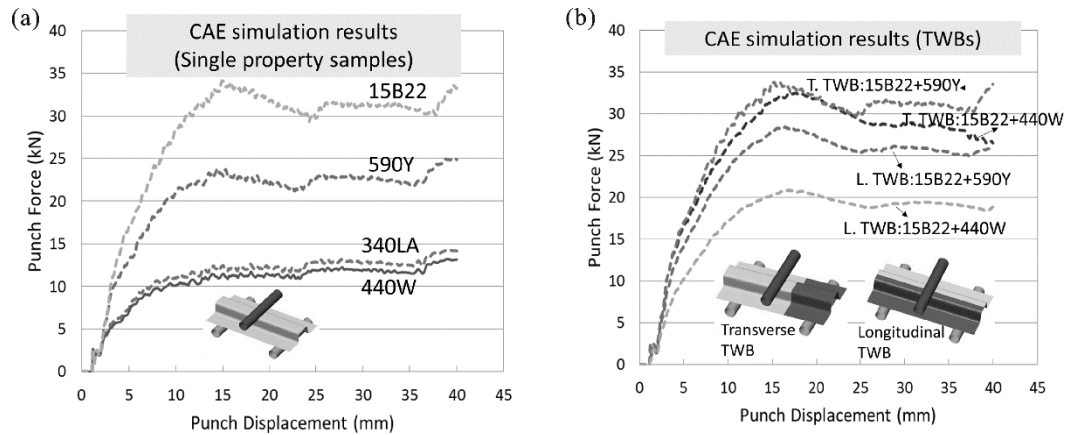 (a)
CAE simulation results
(Single property samples)
Punch Force (kN)
40
35
30
25
20
15
10
5
0
15B22
590Y
340LA
440W
0 5 10 15 20 25 30 35 40 45
Punch Displacement (mm)
(b)
CAE simulation results (TWBs)
Punch Force (kN)
40
35
30
25
20
15
10
5
0
T. TWB:15B22+590Y
T. TWB:15B22+440W
L. TWB:15B22+590Y
L. TWB:15B22+440W
Transverse
TWB
Longitudinal
TWB
0 5 10 15 20 25 30 35 40 45
Punch Displacement (mm)